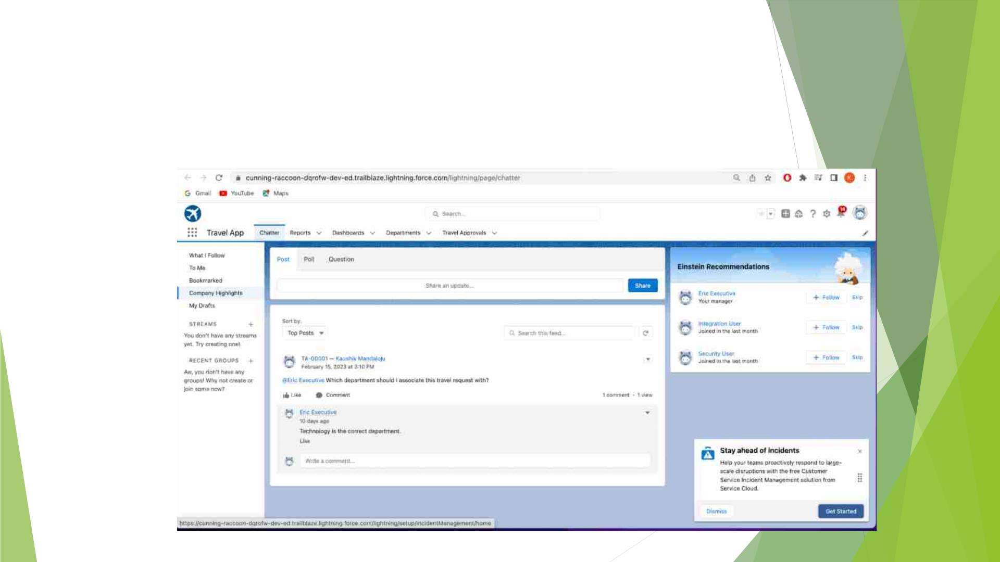 cunning-raccoon-dqrofw-dev-ed.trailblaze.lightning.force.com/lightning/page/chatter
Gmail YouTube Maps
Search...
14
Travel App Chatter Reports Dashboards Departments Travel Approvals
What I Follow
To Me
Bookmarked
Company Highlights
My Drafts
STREAMS
You don't have any streams
yet. Try creating one!
RECENT GROUPS
Aw, you don't have any
groups! Why not create or
join some now?
Post Poll Question
Share an update... Share
Sort by:
Top Posts Search this feed...
TA-00001 — Kaushik Mandaloju
February 15, 2023 at 3:10 PM
@Eric Executive Which department should I associate this travel request with?
Like Comment 1 comment · 1 view
Eric Executive
10 days ago
Technology is the correct department.
Like
Write a comment...
Einstein Recommendations
Eric Executive
Your manager
+ Follow Skip
Integration User
Joined in the last month
+ Follow Skip
Security User
Joined in the last month
+ Follow Skip
Stay ahead of incidents
Help your teams proactively respond to large-
scale disruptions with the free Customer
Service Incident Management solution from
Service Cloud.
Dismiss Get Started
https://cunning-raccoon-dqrofw-dev-ed.trailblaze.lightning.force.com/lightning/setup/IncidentManagement/home